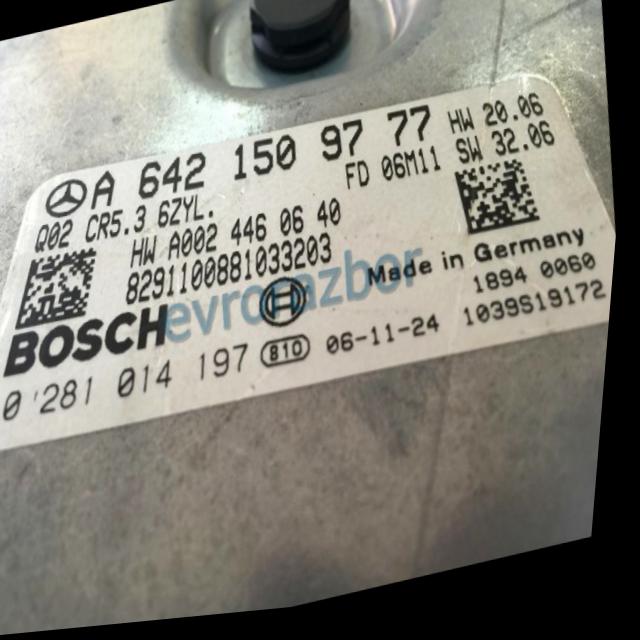 A 642 150 97 77 HW 20.06
FD 06M11 SW 32.06
Q02 CR5.3 6ZYL.
HW A002 446 06 40
8291100881033203
Made in Germany
evrorazbor
BOSCH
1894 0060
0 281 014 197 810 06-11-24 1039S19172